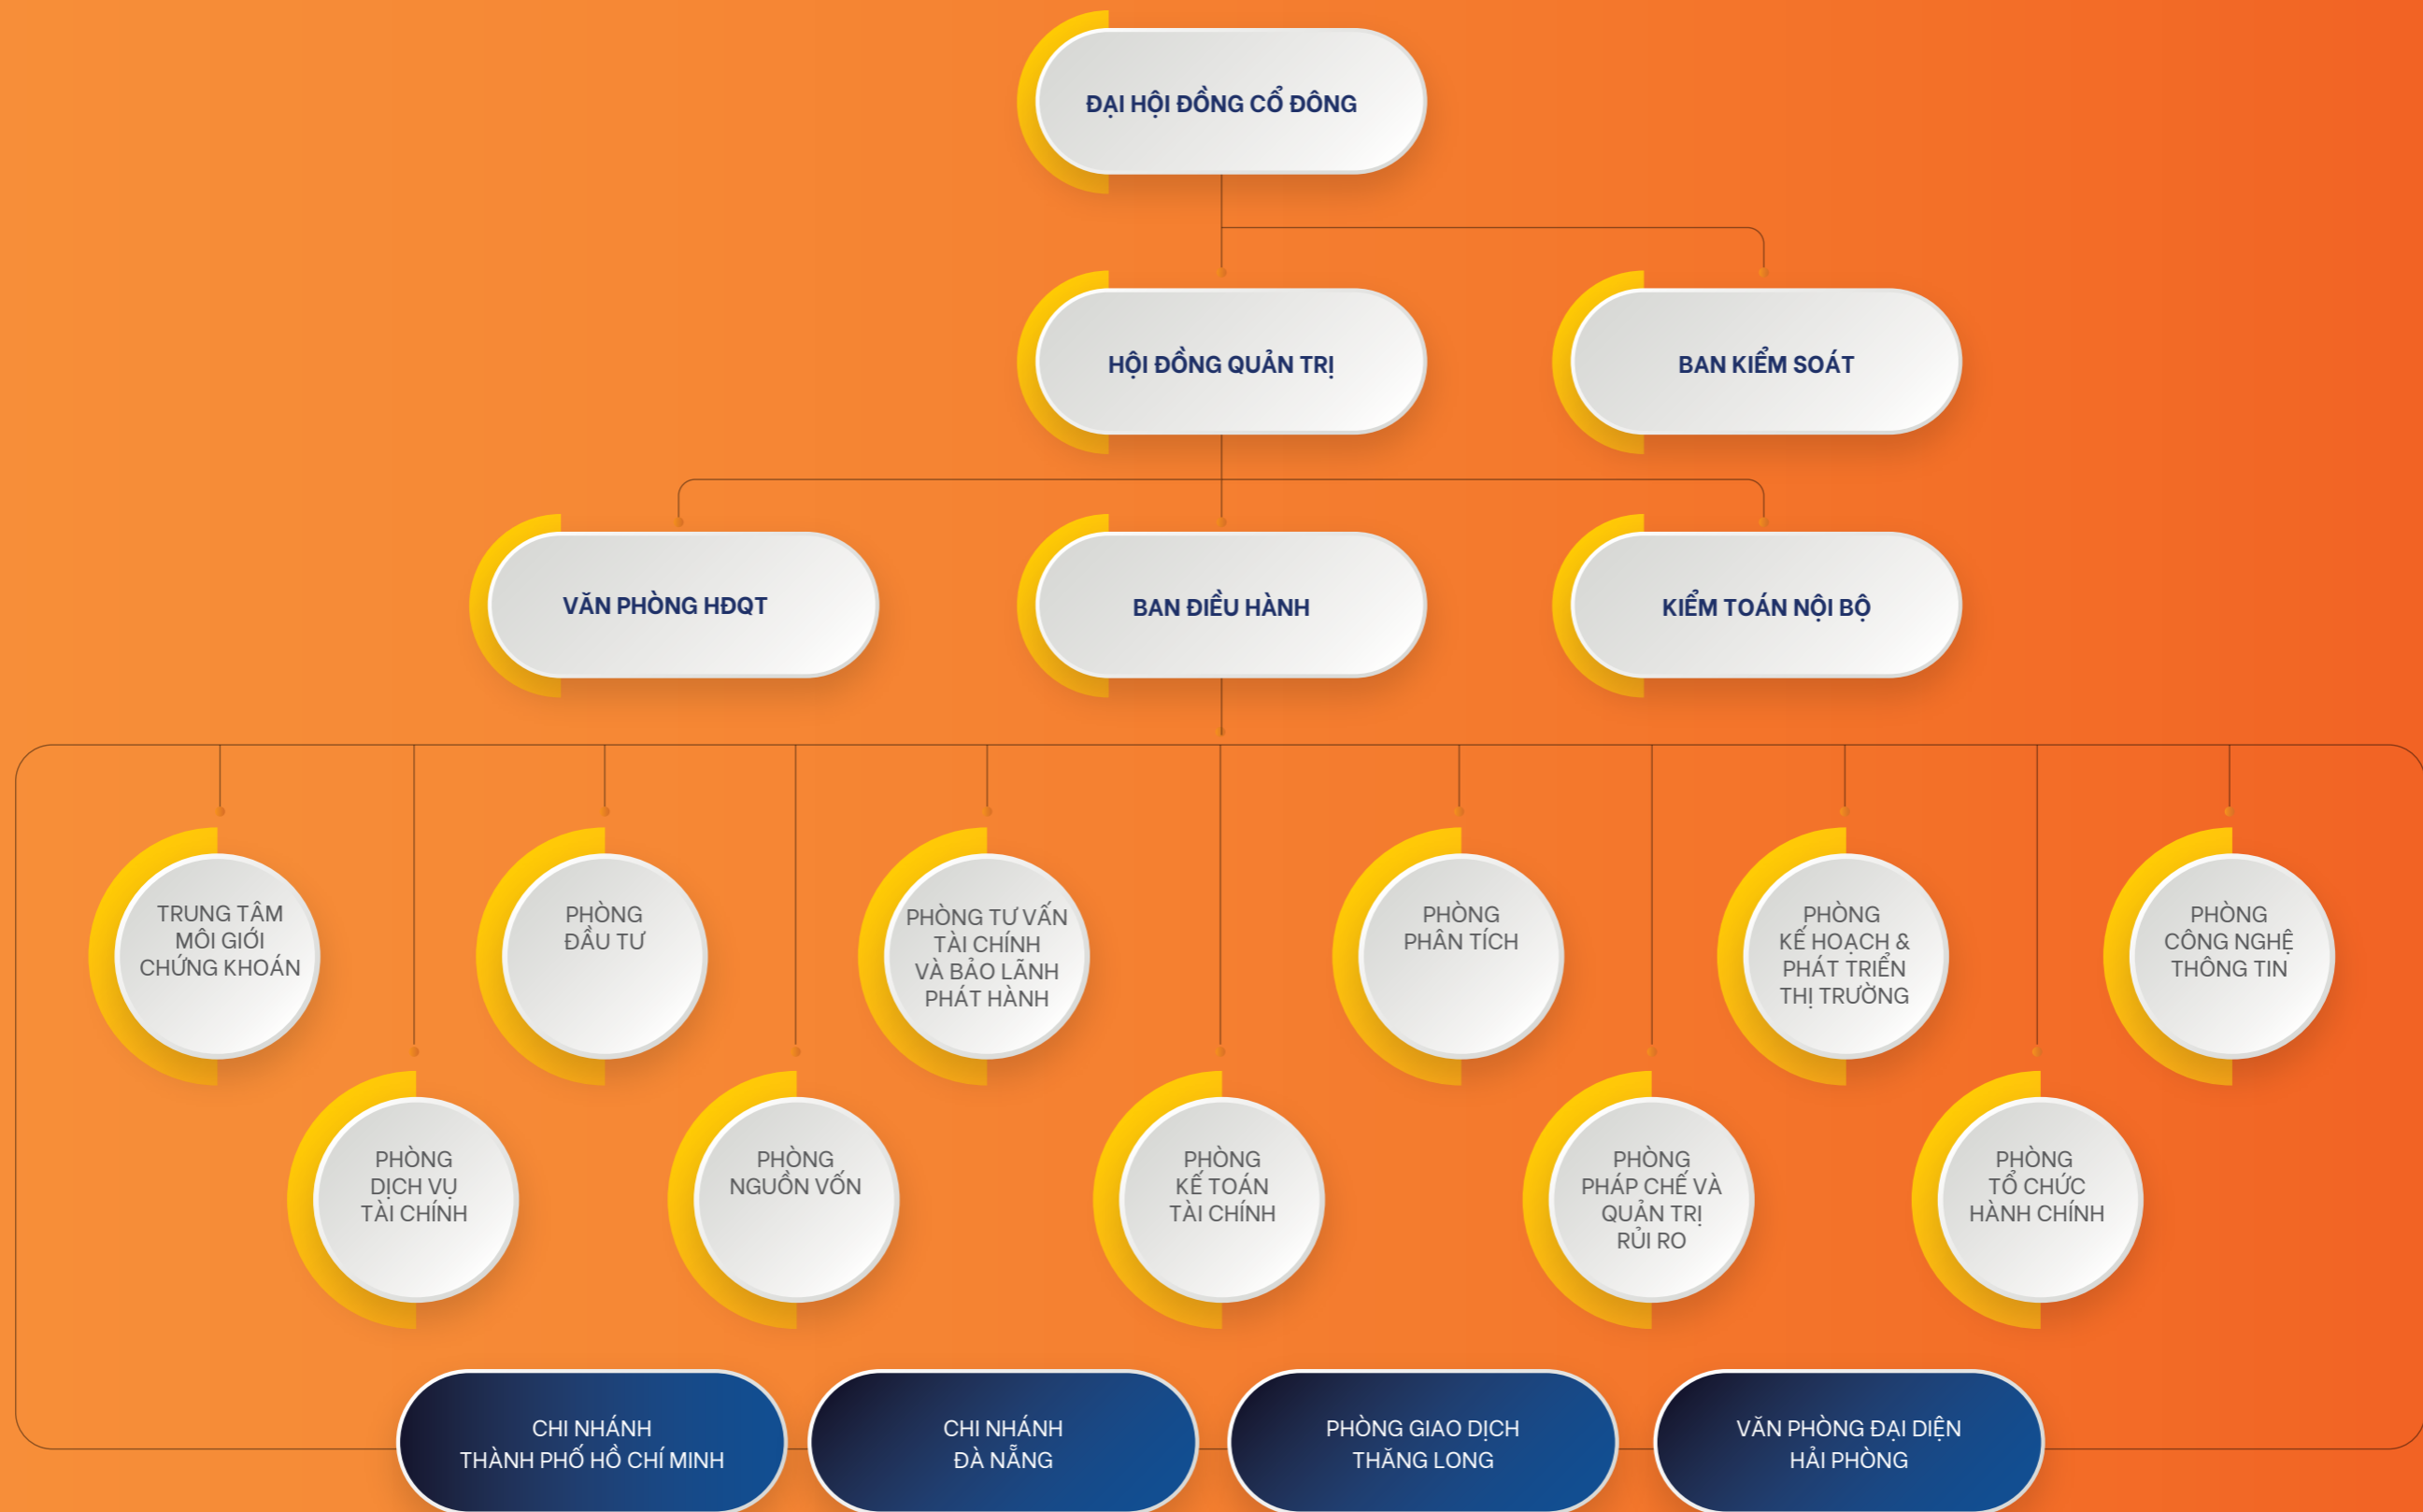 ĐẠI HỘI ĐỒNG CỔ ĐÔNG
HỘI ĐỒNG QUẢN TRỊ
BAN KIỂM SOÁT
VĂN PHÒNG HĐQT
BAN ĐIỀU HÀNH
KIỂM TOÁN NỘI BỘ
TRUNG TÂM
MÔI GIỚI
CHỨNG KHOÁN
PHÒNG
ĐẦU TƯ
PHÒNG TƯ VẤN
TÀI CHÍNH
VÀ BẢO LÃNH
PHÁT HÀNH
PHÒNG
PHÂN TÍCH
PHÒNG
KẾ HOẠCH &
PHÁT TRIỂN
THỊ TRƯỜNG
PHÒNG
CÔNG NGHỆ
THÔNG TIN
PHÒNG
DỊCH VỤ
TÀI CHÍNH
PHÒNG
NGUỒN VỐN
PHÒNG
KẾ TOÁN
TÀI CHÍNH
PHÒNG
PHÁP CHẾ VÀ
QUẢN TRỊ
RỦI RO
PHÒNG
TỔ CHỨC
HÀNH CHÍNH
CHI NHÁNH
THÀNH PHỐ HỒ CHÍ MINH
CHI NHÁNH
ĐÀ NẴNG
PHÒNG GIAO DỊCH
THĂNG LONG
VĂN PHÒNG ĐẠI DIỆN
HẢI PHÒNG